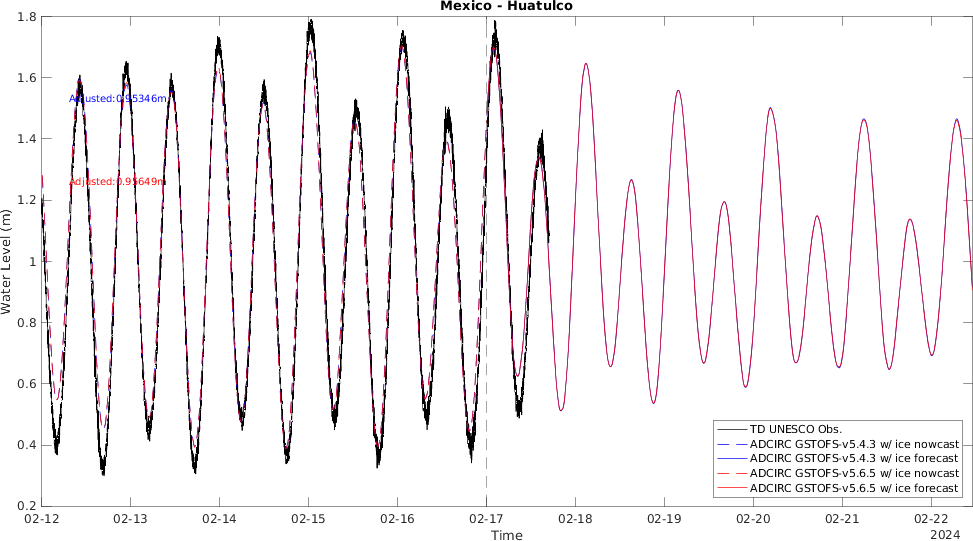 Mexico - Huatulco
1.8
1.6
1.4
1.2
1
0.8
0.6
0.4
0.2
Water Level (m)
Adjusted:0.95346m
Adjusted:0.95649m
TD UNESCO Obs.
ADCIRC GSTOFS-v5.4.3 w/ ice nowcast
ADCIRC GSTOFS-v5.4.3 w/ ice forecast
ADCIRC GSTOFS-v5.6.5 w/ ice nowcast
ADCIRC GSTOFS-v5.6.5 w/ ice forecast
02-12 02-13 02-14 02-15 02-16 02-17 02-18 02-19 02-20 02-21 02-22
Time
2024